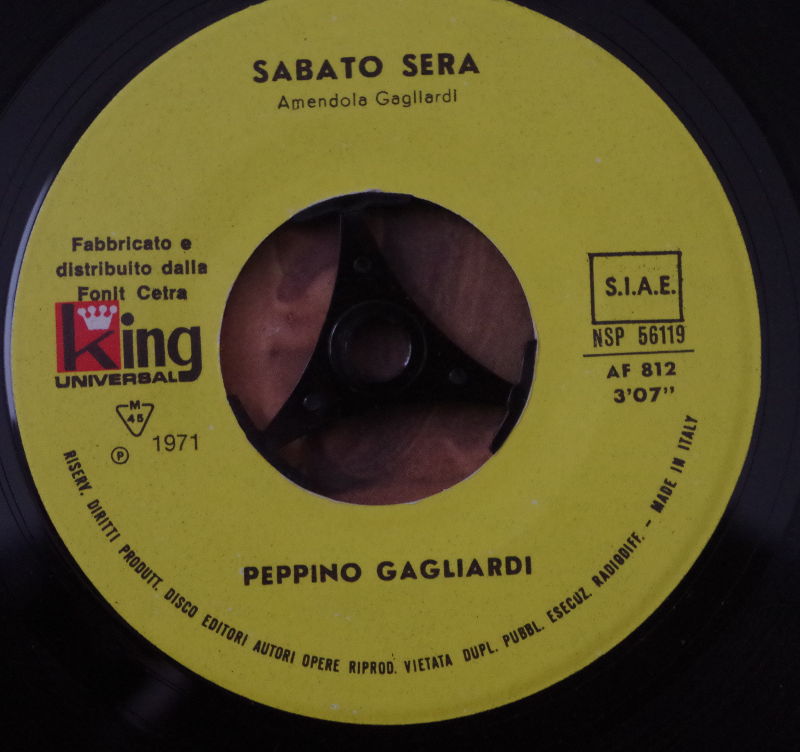 SABATO SERA
Amendola Gagliardi
Fabbricato e
distribuito dalla
Fonit Cetra
king
UNIVERSAL
M
45
Ⓟ 1971
S.I.A.E.
NSP 56119
AF 812
3'07"
PEPPINO GAGLIARDI
RISERV. DIRITTI PRODUTT. DISCO EDITORI AUTORI OPERE RIPROD. VIETATA DUPL. PUBBL. ESECUZ. RADIODIFF. - MADE IN ITALY